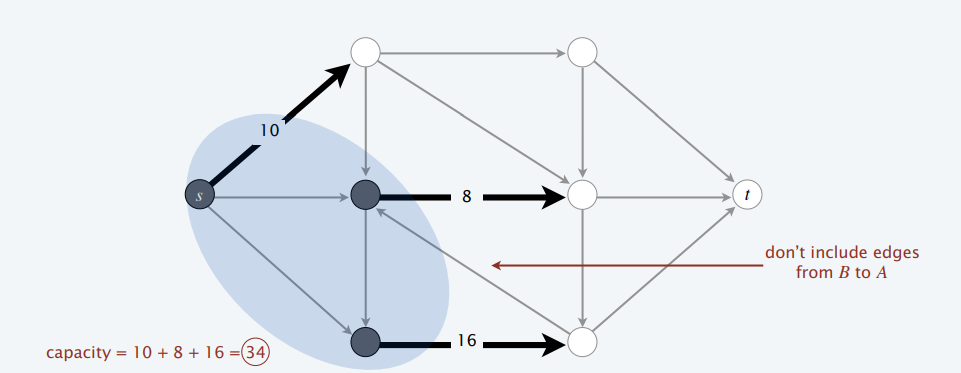 10
s
8
t
don't include edges
from B to A
16
capacity = 10 + 8 + 16 = 34